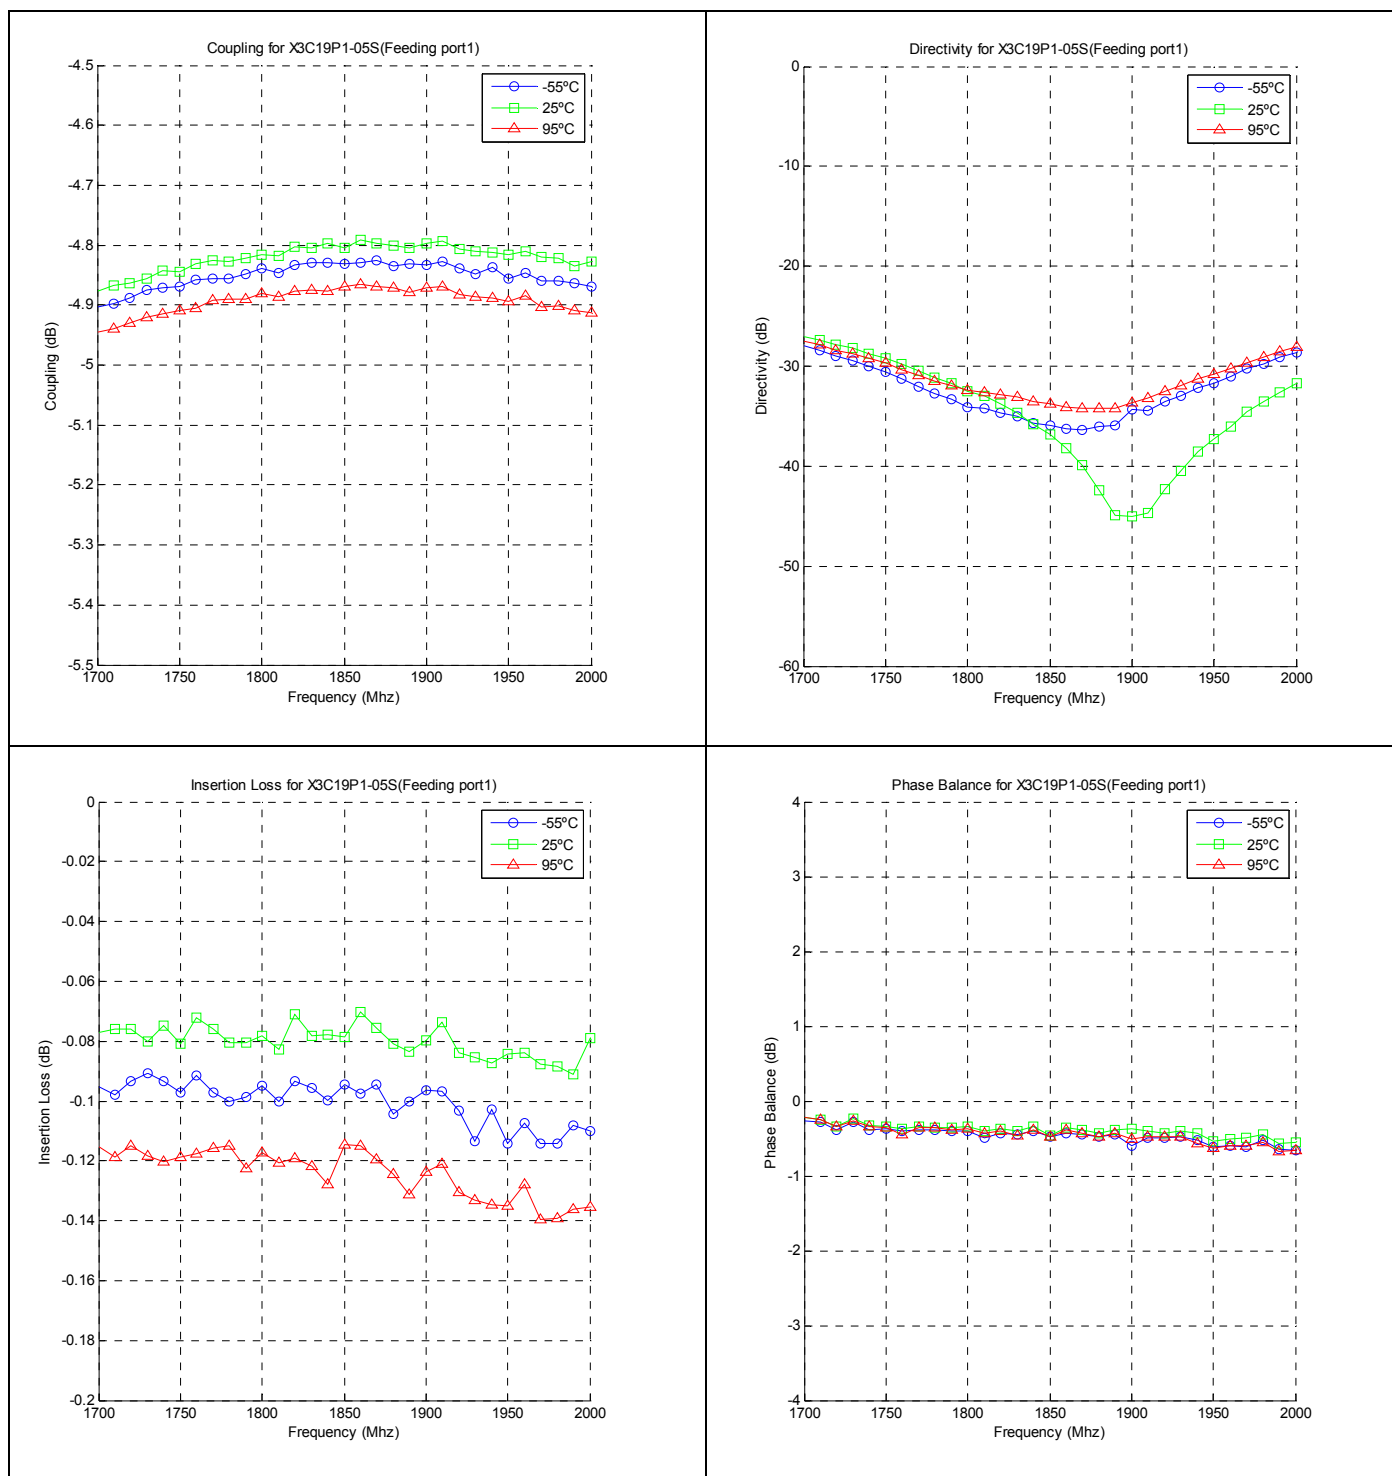 Coupling for X3C19P1-05S(Feeding port1)
-55ºC
25ºC
95ºC
-4.5
-4.6
-4.7
-4.8
-4.9
-5
-5.1
-5.2
-5.3
-5.4
-5.5
Coupling (dB)
1700 1750 1800 1850 1900 1950 2000
Frequency (Mhz)
Directivity for X3C19P1-05S(Feeding port1)
-55ºC
25ºC
95ºC
0
-10
-20
-30
-40
-50
-60
Directivity (dB)
1700 1750 1800 1850 1900 1950 2000
Frequency (Mhz)
Insertion Loss for X3C19P1-05S(Feeding port1)
-55ºC
25ºC
95ºC
0
-0.02
-0.04
-0.06
-0.08
-0.1
-0.12
-0.14
-0.16
-0.18
-0.2
Insertion Loss (dB)
1700 1750 1800 1850 1900 1950 2000
Frequency (Mhz)
Phase Balance for X3C19P1-05S(Feeding port1)
-55ºC
25ºC
95ºC
4
3
2
1
0
-1
-2
-3
-4
Phase Balance (dB)
1700 1750 1800 1850 1900 1950 2000
Frequency (Mhz)